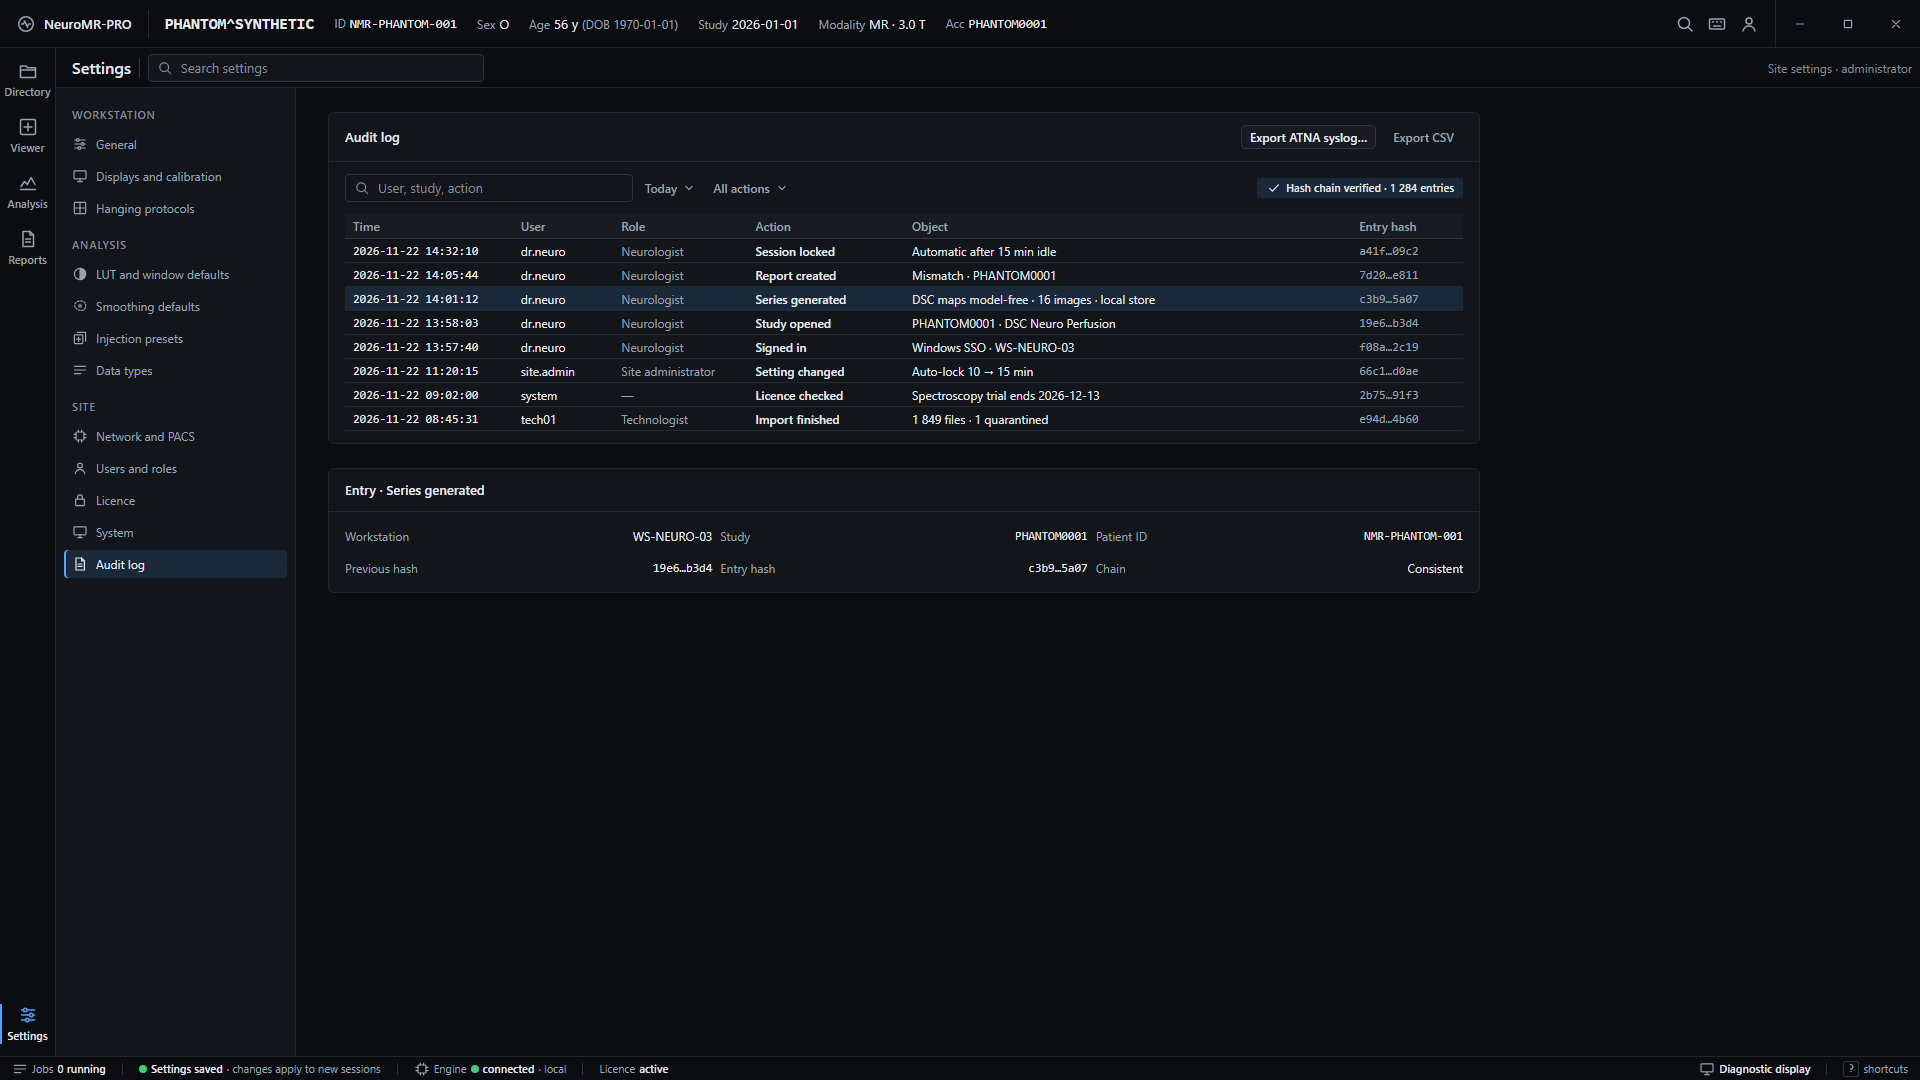 NeuroMR-PRO PHANTOM^SYNTHETIC ID NMR-PHANTOM-001 Sex O Age 56 y (DOB 1970-01-01) Study 2026-01-01 Modality MR · 3.0 T Acc PHANTOM0001
Directory
Viewer
Analysis
Reports
Settings
Settings Search settings Site settings · administrator
WORKSTATION
General
Displays and calibration
Hanging protocols
ANALYSIS
LUT and window defaults
Smoothing defaults
Injection presets
Data types
SITE
Network and PACS
Users and roles
Licence
System
Audit log
Audit log Export ATNA syslog... Export CSV
User, study, action Today All actions Hash chain verified · 1 284 entries
Time User Role Action Object Entry hash
2026-11-22 14:32:10 dr.neuro Neurologist Session locked Automatic after 15 min idle a41f…09c2
2026-11-22 14:05:44 dr.neuro Neurologist Report created Mismatch · PHANTOM0001 7d20…e811
2026-11-22 14:01:12 dr.neuro Neurologist Series generated DSC maps model-free · 16 images · local store c3b9…5a07
2026-11-22 13:58:03 dr.neuro Neurologist Study opened PHANTOM0001 · DSC Neuro Perfusion 19e6…b3d4
2026-11-22 13:57:40 dr.neuro Neurologist Signed in Windows SSO · WS-NEURO-03 f08a…2c19
2026-11-22 11:20:15 site.admin Site administrator Setting changed Auto-lock 10 → 15 min 66c1…d0ae
2026-11-22 09:02:00 system — Licence checked Spectroscopy trial ends 2026-12-13 2b75…91f3
2026-11-22 08:45:31 tech01 Technologist Import finished 1 849 files · 1 quarantined e94d…4b60
Entry · Series generated
Workstation WS-NEURO-03 Study PHANTOM0001 Patient ID NMR-PHANTOM-001
Previous hash 19e6…b3d4 Entry hash c3b9…5a07 Chain Consistent
Jobs 0 running Settings saved · changes apply to new sessions Engine connected · local Licence active Diagnostic display ? shortcuts